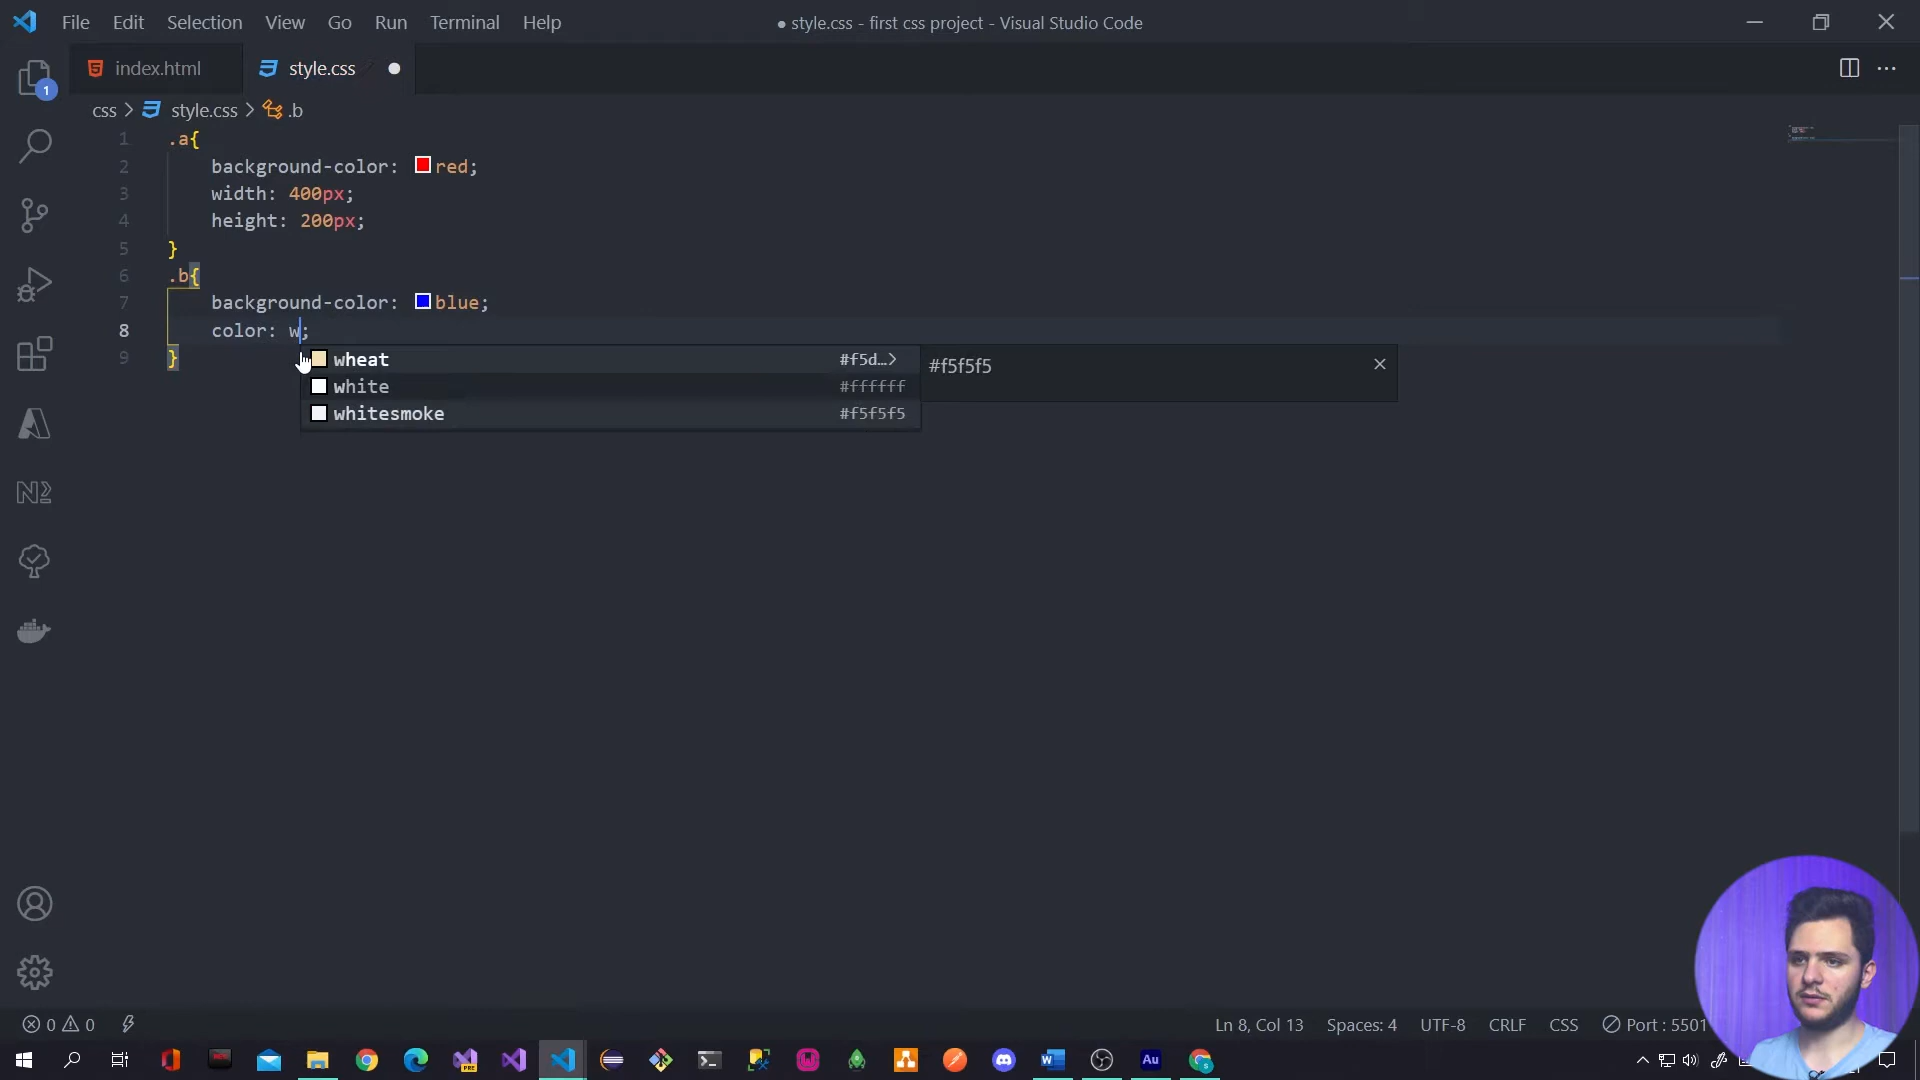 File Edit Selection View Go Run Terminal Help
● style.css - first css project - Visual Studio Code
index.html
style.css
css > style.css > .b
1 .a{
2 background-color: red;
3 width: 400px;
4 height: 200px;
5 }
6 .b{
7 background-color: blue;
8 color: w;
9 }
wheat #f5d...>
white #ffffff
whitesmoke #f5f5f5
#f5f5f5
1
0 0
Ln 8, Col 13 Spaces: 4 UTF-8 CRLF CSS Port : 5501
PRE
Au